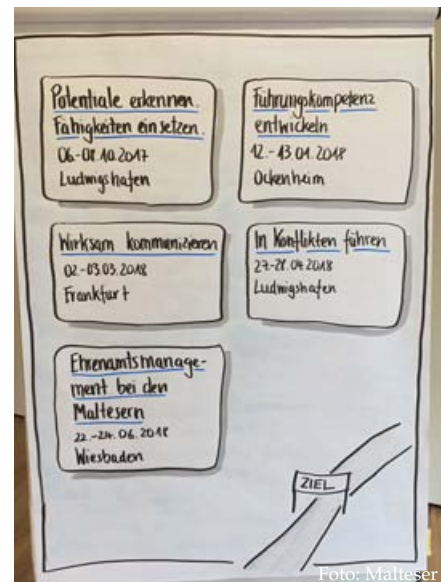 Potentiale erkennen.
Fähigkeiten einsetzen.
06.-08.10.2017
Ludwigshafen
Führungskompetenz
entwickeln
12.-13.01.2018
Ockenheim
Wirksam kommunizieren
02.-03.03.2018
Frankfurt
In Konflikten führen
27.-28.04.2018
Ludwigshafen
Ehrenamtsmanage-
ment bei den
Maltesern
22.-24.06.2018
Wiesbaden
ZIEL
Foto: Malteser